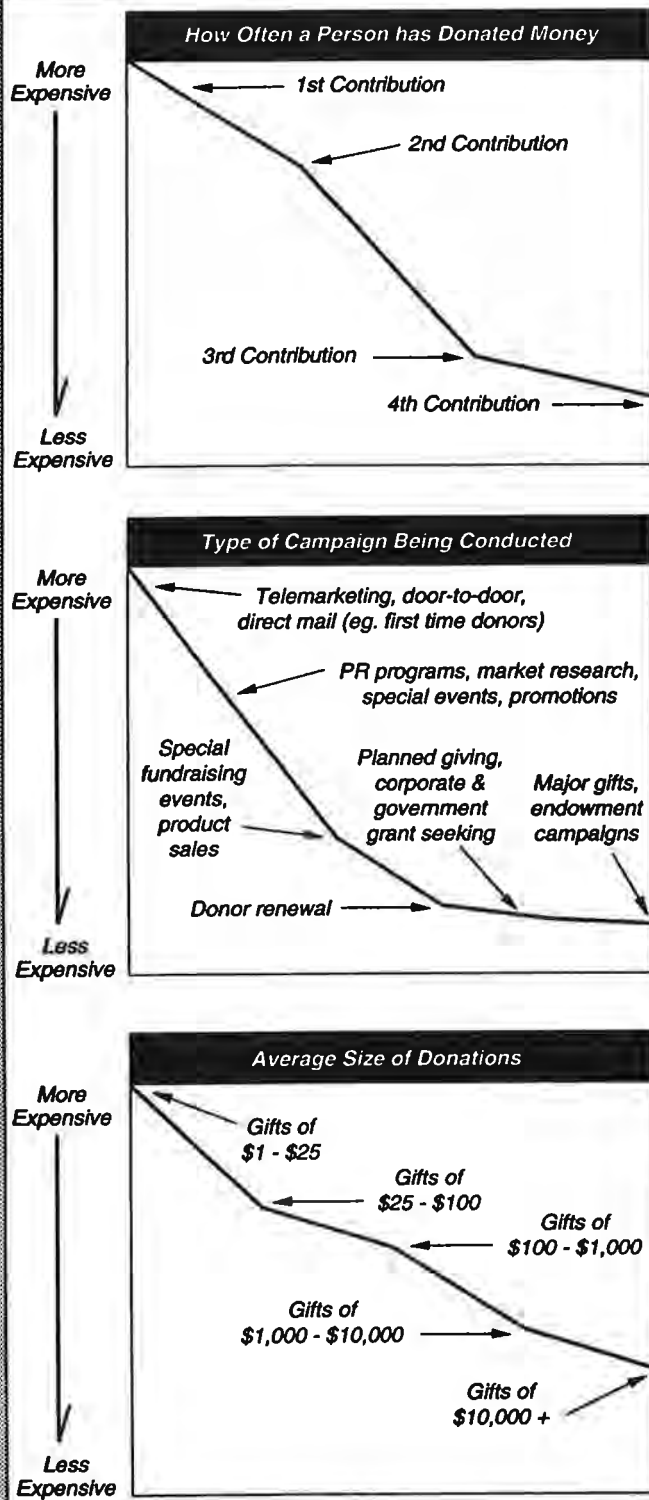 How Often a Person has Donated Money
More
Expensive
1st Contribution
2nd Contribution
3rd Contribution
4th Contribution
Less
Expensive
Type of Campaign Being Conducted
More
Expensive
Telemarketing, door-to-door,
direct mail (eg. first time donors)
PR programs, market research,
special events, promotions
Special
fundraising
events,
product
sales
Planned giving,
corporate &
government
grant seeking
Major gifts,
endowment
campaigns
Donor renewal
Less
Expensive
Average Size of Donations
More
Expensive
Gifts of
$1 - $25
Gifts of
$25 - $100
Gifts of
$100 - $1,000
Gifts of
$1,000 - $10,000
Gifts of
$10,000 +
Less
Expensive